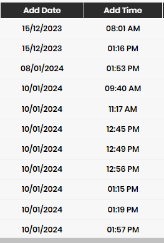 Add Date Add Time
15/12/2023 08:01 AM
15/12/2023 01:16 PM
08/01/2024 01:53 PM
10/01/2024 09:40 AM
10/01/2024 11:17 AM
10/01/2024 12:45 PM
10/01/2024 12:49 PM
10/01/2024 12:56 PM
10/01/2024 01:15 PM
10/01/2024 01:19 PM
10/01/2024 01:57 PM